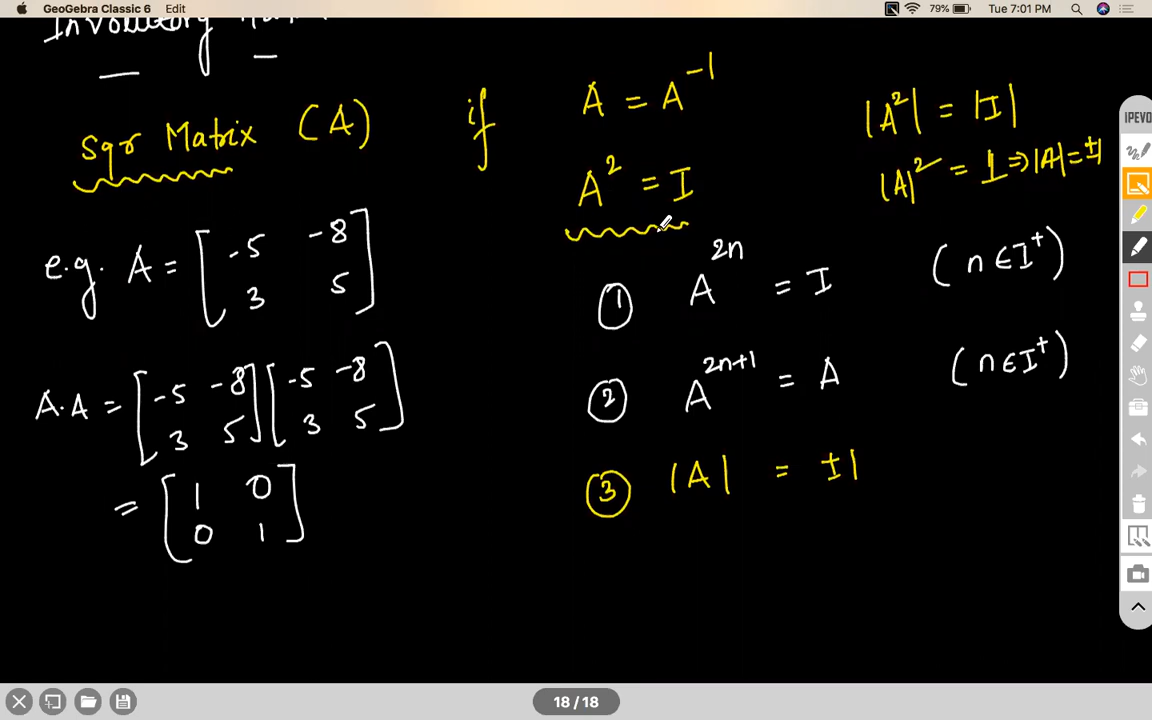 GeoGebra Classic 6 Edit 79% Tue 7:01 PM
Involutory
Sqr Matrix (A) if A = A^{-1}
A^2 = I
|A^2| = |I|
|A|^2 = 1 ⇒ |A| = ±1
e.g. A = [-5 -8
3 5]
① A^{2n} = I (n ∈ I^+)
A.A = [-5 -8 [-5 -8
3 5] 3 5]
② A^{2n+1} = A (n ∈ I^+)
= [1 0
0 1]
③ |A| = ±1
IPEVO
18 / 18